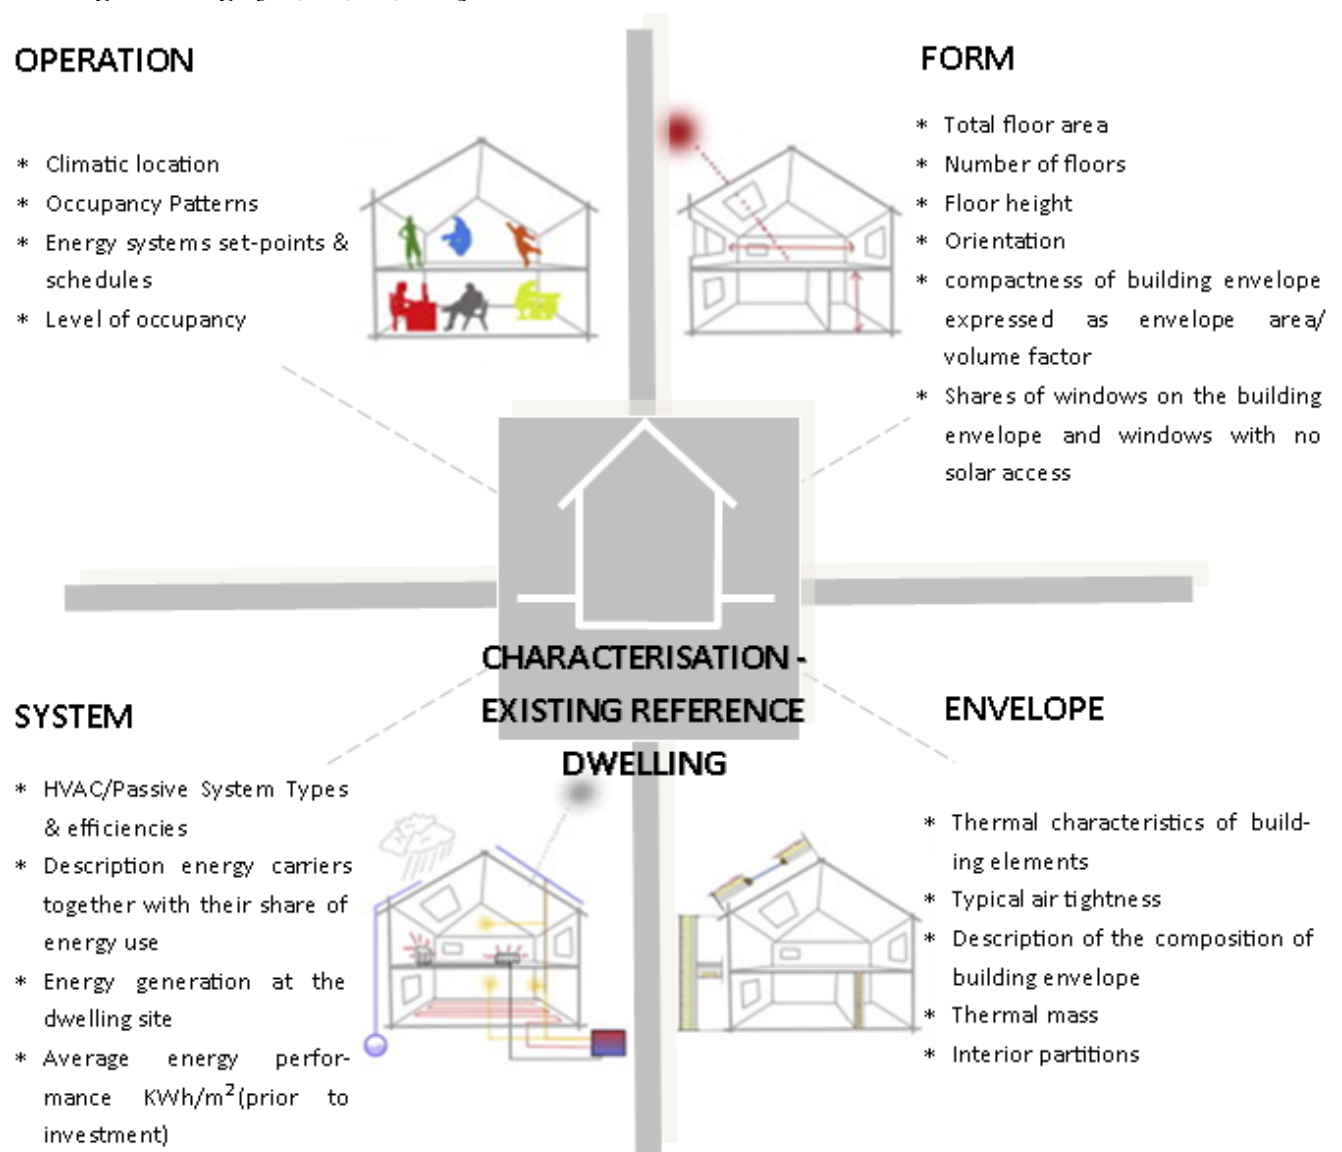 OPERATION
* Climatic location
* Occupancy Patterns
* Energy systems set-points &
schedules
* Level of occupancy
FORM
* Total floor area
* Number of floors
* Floor height
* Orientation
* compactness of building envelope
expressed as envelope area/
volume factor
* Shares of windows on the building
envelope and windows with no
solar access
CHARACTERISATION -
EXISTING REFERENCE
DWELLING
SYSTEM
* HVAC/Passive System Types
& efficiencies
* Description energy carriers
together with their share of
energy use
* Energy generation at the
dwelling site
* Average energy perfor-
mance KWh/m²(prior to
investment)
ENVELOPE
* Thermal characteristics of build-
ing elements
* Typical air tightness
* Description of the composition of
building envelope
* Thermal mass
* Interior partitions